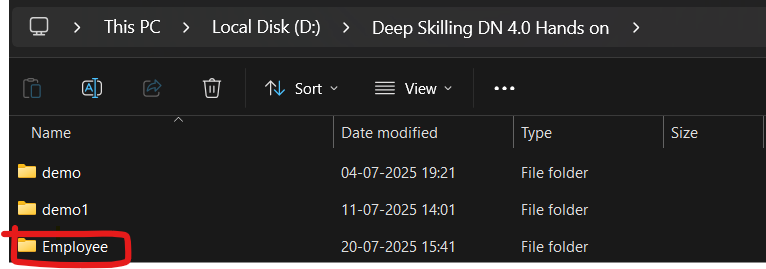 This PC > Local Disk (D:) > Deep Skilling DN 4.0 Hands on >
Sort View •••
Name Date modified Type Size
demo 04-07-2025 19:21 File folder
demo1 11-07-2025 14:01 File folder
Employee 20-07-2025 15:41 File folder